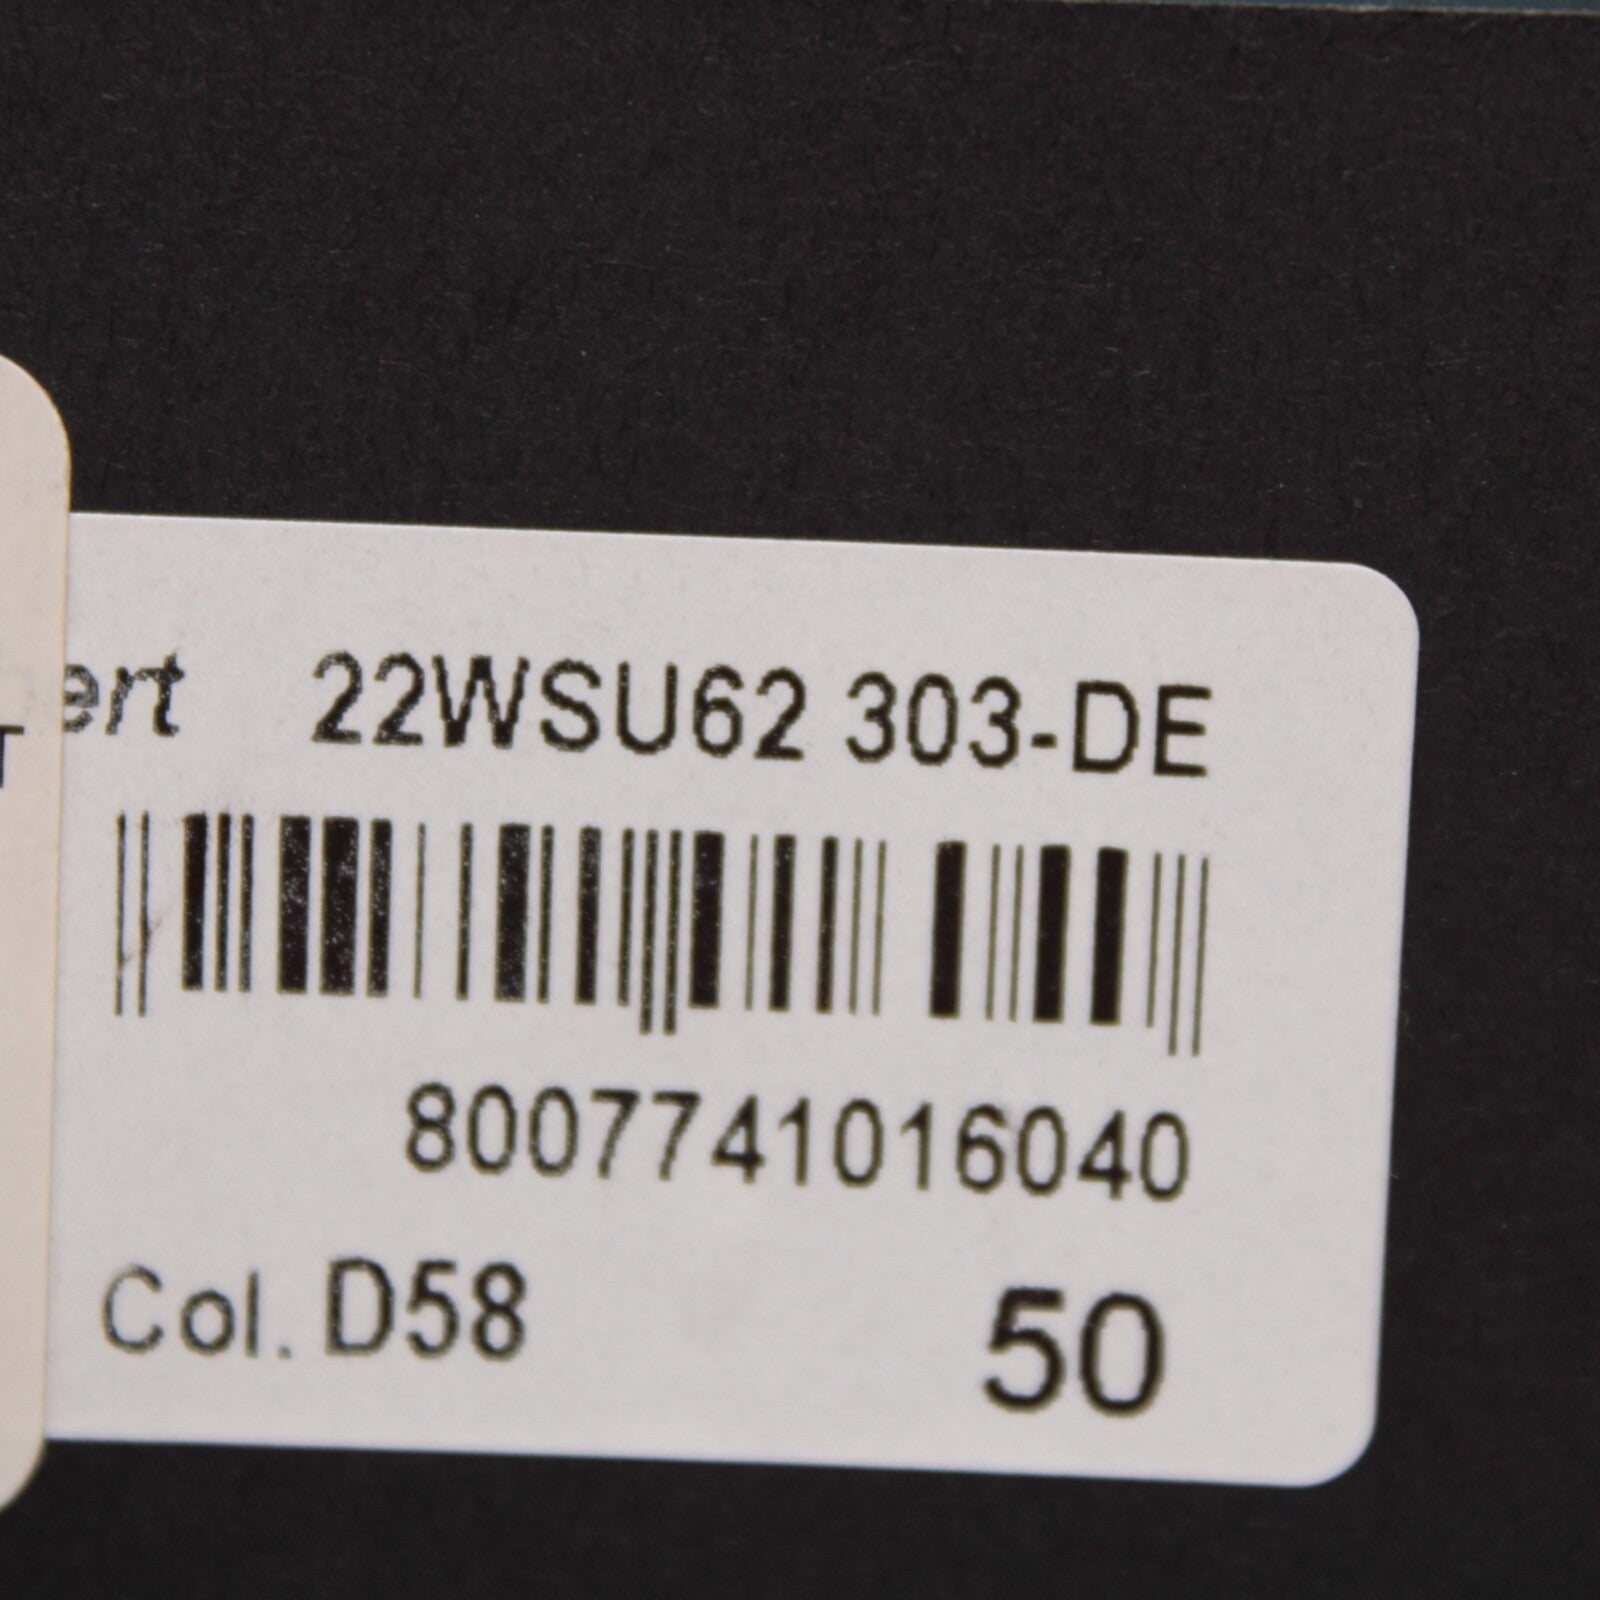 ert 22WSU62 303-DE
T
8007741016040
Col. D58 50